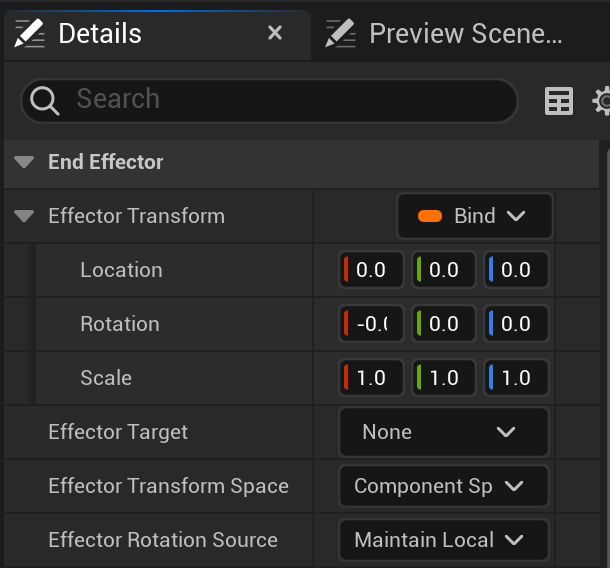 Details × Preview Scene...
Search
End Effector
Effector Transform Bind
Location 0.0 0.0 0.0
Rotation -0.( 0.0 0.0
Scale 1.0 1.0 1.0
Effector Target None
Effector Transform Space Component Sp
Effector Rotation Source Maintain Local